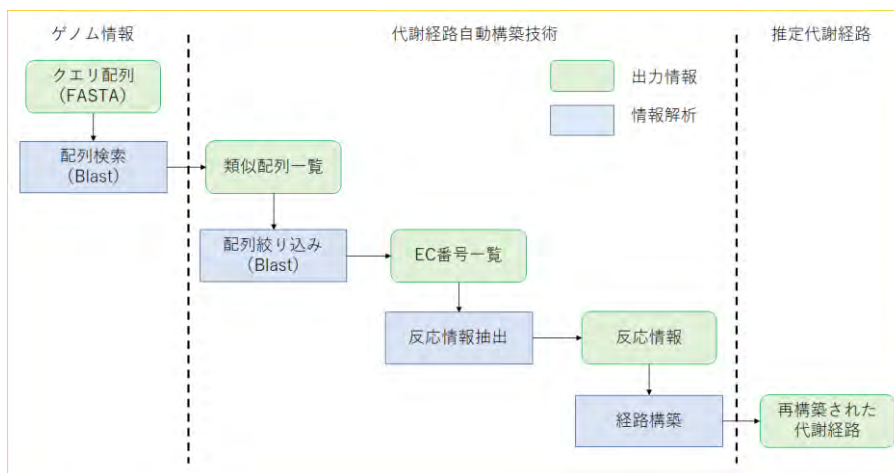 ゲノム情報
代謝経路自動構築技術
推定代謝経路
クエリ配列
(FASTA)
出力情報
情報解析
配列検索
(Blast)
類似配列一覧
配列絞り込み
(Blast)
EC番号一覧
反応情報抽出
反応情報
経路構築
再構築された
代謝経路